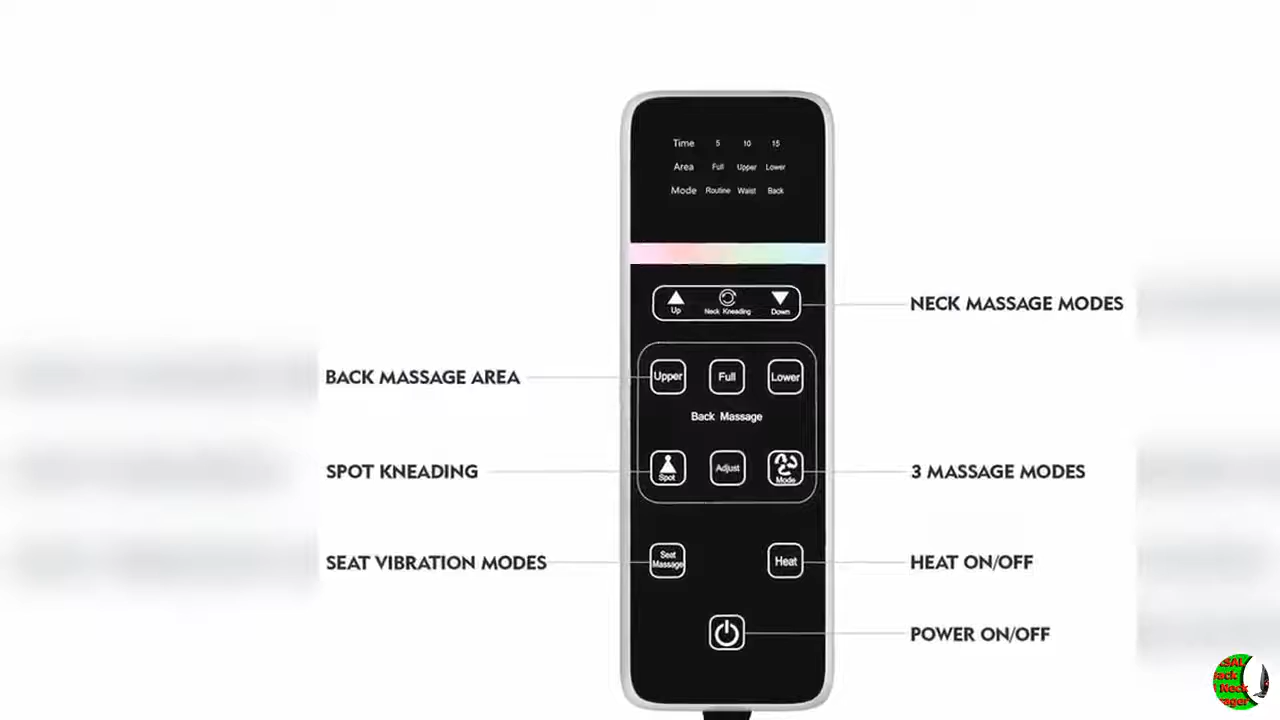 Time 5 10 15
Area Full Upper Lower
Mode Routine Waist Back
Up Neck Kneading Down
NECK MASSAGE MODES
BACK MASSAGE AREA
Upper Full Lower
Back Massage
SPOT KNEADING
Spot Adjust Mode
3 MASSAGE MODES
SEAT VIBRATION MODES
Seat
Massage
Heat
HEAT ON/OFF
POWER ON/OFF
Neck